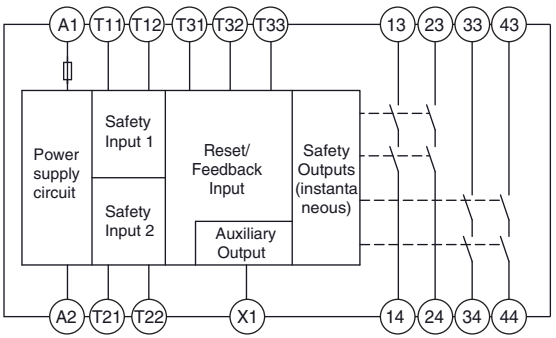 A1 T11 T12 T31 T32 T33 13 23 33 43
Power
supply
circuit
Safety
Input 1
Safety
Input 2
Reset/
Feedback
Input
Auxiliary
Output
Safety
Outputs
(instanta
neous)
A2 T21 T22 X1 14 24 34 44